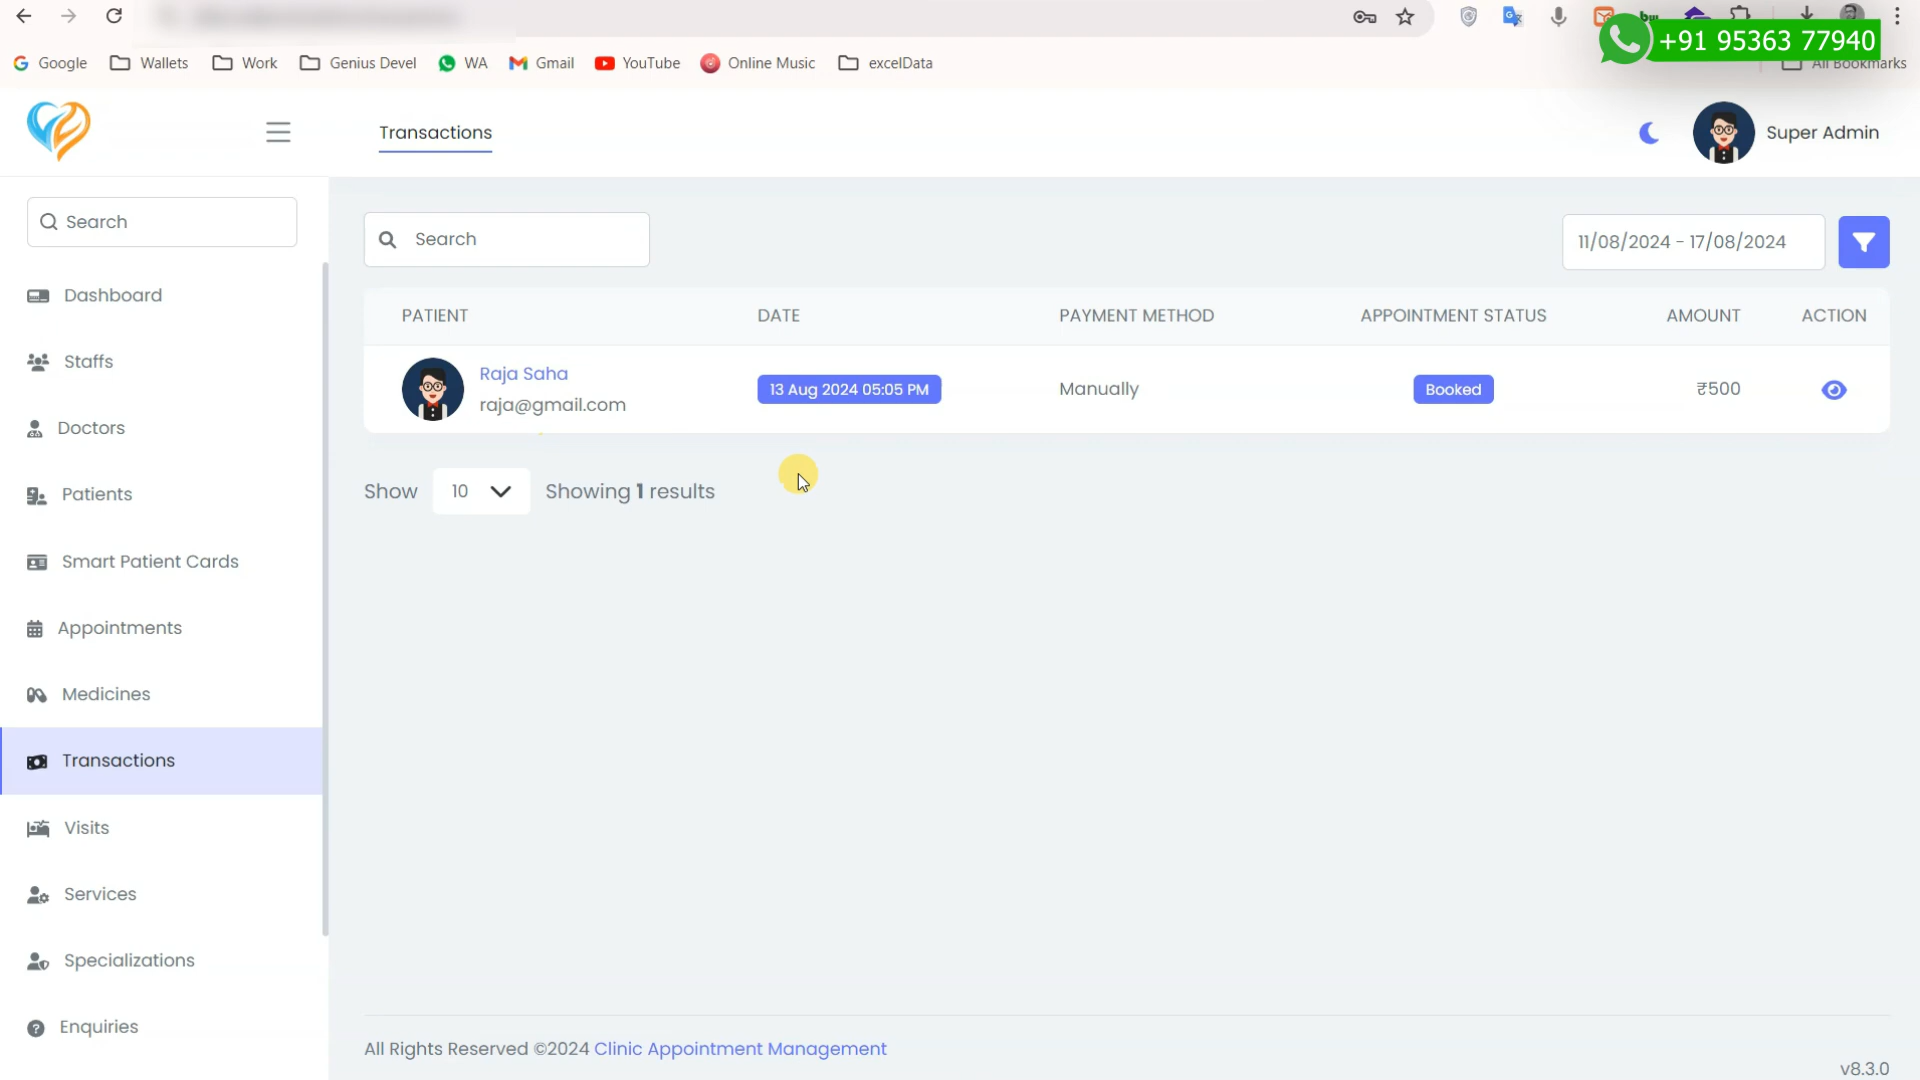 +91 95363 77940
Google Wallets Work Genius Devel WA Gmail YouTube Online Music excelData All Bookmarks
Transactions Super Admin
Search
Search 11/08/2024 - 17/08/2024
Dashboard
Staffs
Doctors
Patients
Smart Patient Cards
Appointments
Medicines
Transactions
Visits
Services
Specializations
Enquiries
PATIENT DATE PAYMENT METHOD APPOINTMENT STATUS AMOUNT ACTION
Raja Saha
raja@gmail.com
13 Aug 2024 05:05 PM Manually Booked ₹500
Show 10 Showing 1 results
All Rights Reserved ©2024 Clinic Appointment Management
v8.3.0